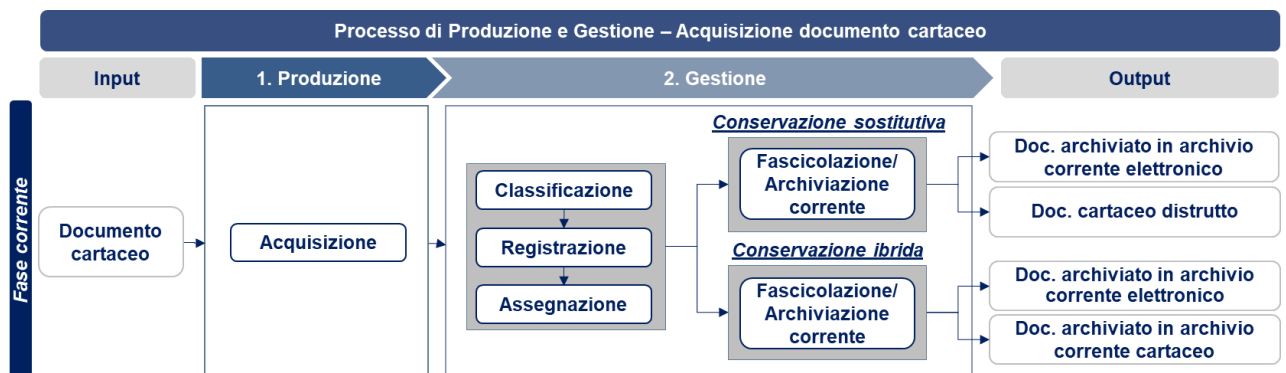 Processo di Produzione e Gestione – Acquisizione documento cartaceo
Input
1. Produzione
2. Gestione
Output
Fase corrente
Documento
cartaceo
Acquisizione
Classificazione
Registrazione
Assegnazione
Conservazione sostitutiva
Fascicolazione/
Archiviazione
corrente
Conservazione ibrida
Fascicolazione/
Archiviazione
corrente
Doc. archiviato in archivio
corrente elettronico
Doc. cartaceo distrutto
Doc. archiviato in archivio
corrente elettronico
Doc. archiviato in archivio
corrente cartaceo